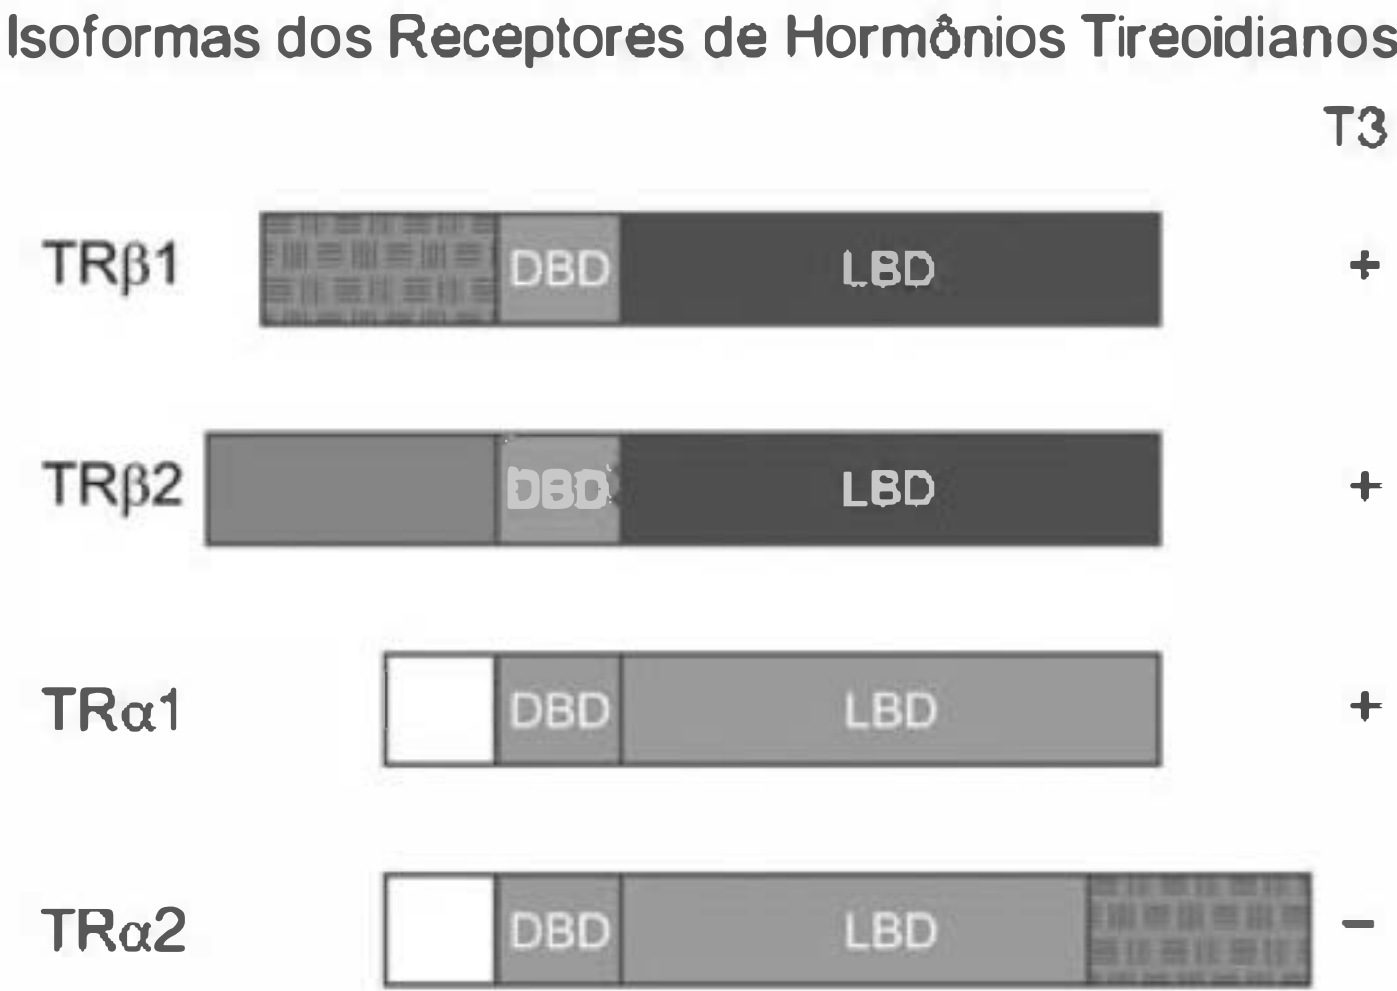 Isoformas dos Receptores de Hormônios Tireoidianos
T3
TRβ1 DBD LBD +
TRβ2 DBD LBD +
TRα1 DBD LBD +
TRα2 DBD LBD −